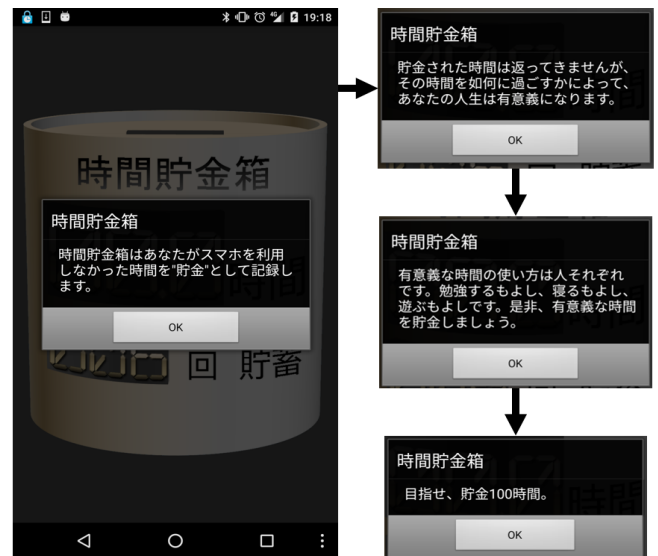 19:18
時間貯金箱
時間貯金箱
時間貯金箱はあなたがスマホを利用
しなかった時間を"貯金"として記録し
ます。
時間
OK
回 貯蓄
時間貯金箱
貯金された時間は返ってきませんが、
その時間を如何に過ごすかによって、
あなたの人生は有意義になります。
OK
時間貯金箱
有意義な時間の使い方は人それぞれ
です。勉強するもよし、寝るもよし、
遊ぶもよしです。是非、有意義な時間
を貯金しましょう。
OK
時間貯金箱
目指せ、貯金100時間。
OK